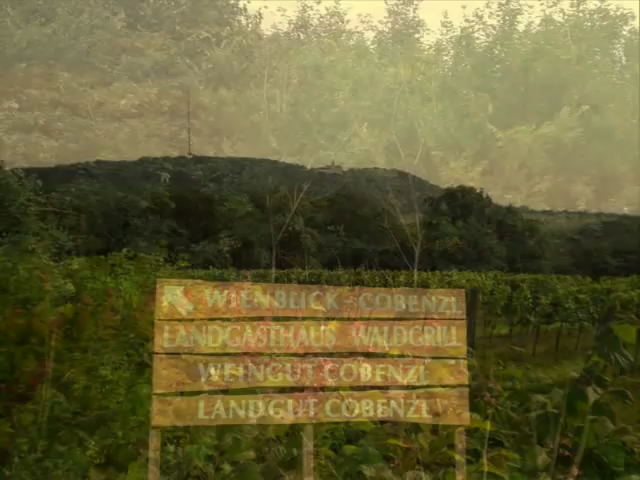 WIENBLICK-COBENZL
LANDGASTHAUS WALDGRILL
WEINGUT COBENZL
LANDGUT COBENZL